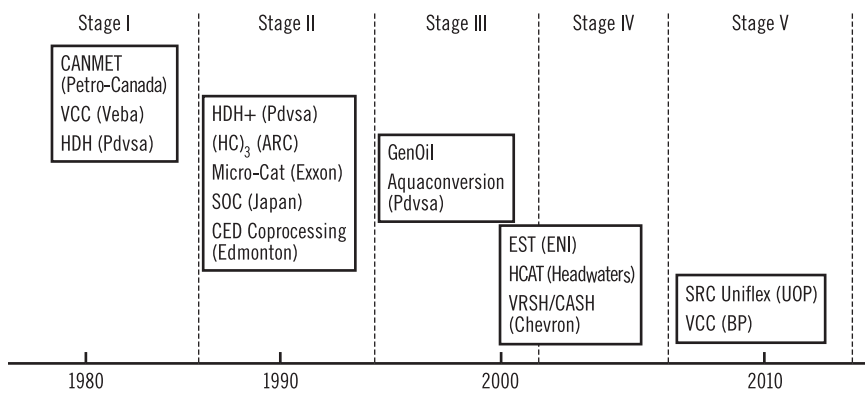 Stage I
Stage II
Stage III
Stage IV
Stage V
CANMET
(Petro-Canada)
VCC (Veba)
HDH (Pdvsa)
HDH+ (Pdvsa)
(HC)₃ (ARC)
Micro-Cat (Exxon)
SOC (Japan)
CED Coprocessing
(Edmonton)
GenOil
Aquaconversion
(Pdvsa)
EST (ENI)
HCAT (Headwaters)
VRSH/CASH
(Chevron)
SRC Uniflex (UOP)
VCC (BP)
1980
1990
2000
2010